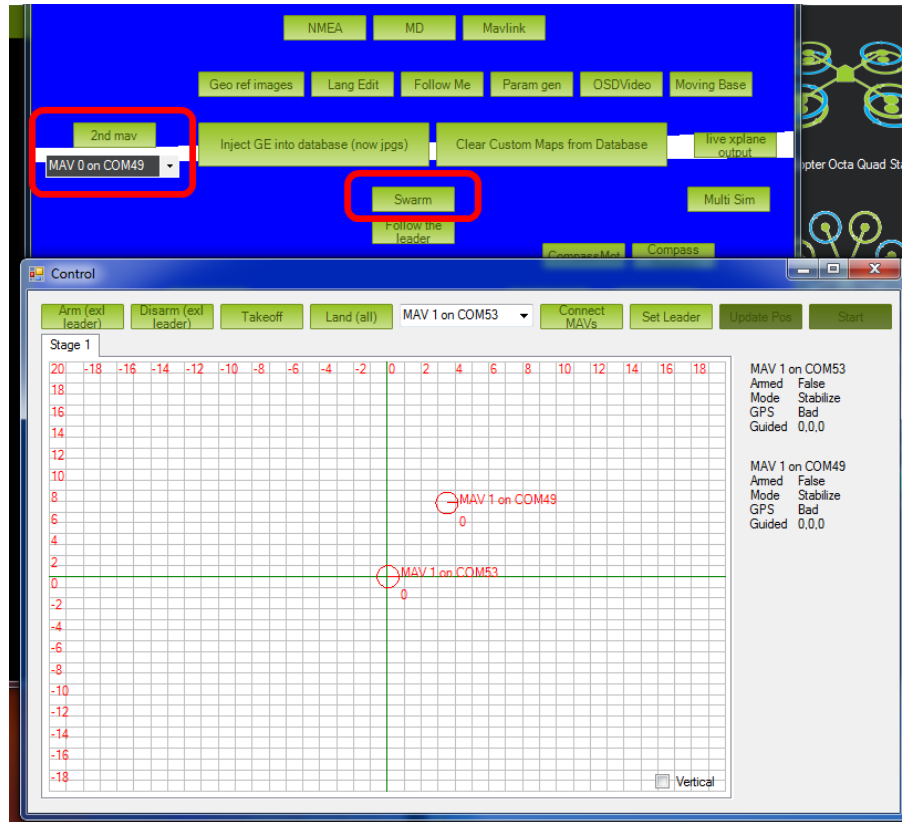 NMEA MD Mavlink
Geo ref images Lang Edit Follow Me Param gen OSDVideo Moving Base
2nd mav
Inject GE into database (now jpgs)
Clear Custom Maps from Database
live xplane
output
MAV 0 on COM49
opter Octa Quad Sta
Swarm
Multi Sim
Follow the
leader
CompassMot
Compass
Control
Arm (exl
leader)
Disarm (exl
leader)
Takeoff
Land (all)
MAV 1 on COM53
Connect
MAVs
Set Leader
Update Pos
Start
Stage 1
20 -18 -16 -14 -12 -10 -8 -6 -4 -2 0 2 4 6 8 10 12 14 16 18
18
16
14
12
10
8
6
4
2
0
-2
-4
-6
-8
-10
-12
-14
-16
-18
MAV 1 on COM49
0
MAV 1 on COM53
0
Vertical
MAV 1 on COM53
Armed False
Mode Stabilize
GPS Bad
Guided 0,0,0
MAV 1 on COM49
Armed False
Mode Stabilize
GPS Bad
Guided 0,0,0